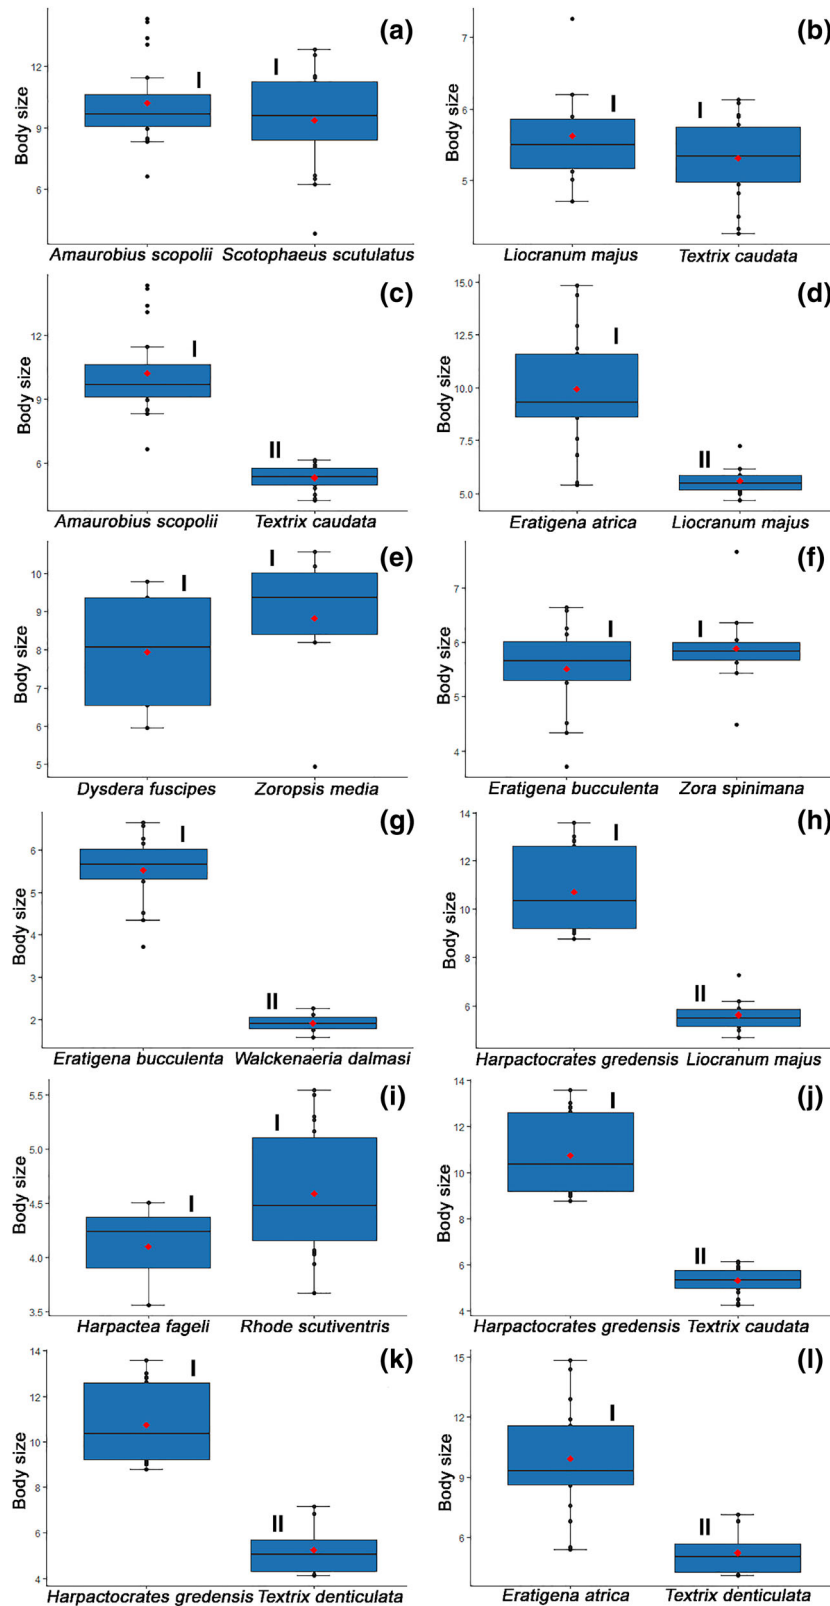 (a)
Body size
12
9
6
I
I
Amaurobius scopolii
Scotophaeus scutulatus
(b)
Body size
7
6
5
I
I
Liocranum majus
Textrix caudata
(c)
Body size
12
9
6
I
II
Amaurobius scopolii
Textrix caudata
(d)
Body size
15.0
12.5
10.0
7.5
5.0
I
II
Eratigena atrica
Liocranum majus
(e)
Body size
10
9
8
7
6
5
I
I
Dysdera fuscipes
Zoropsis media
(f)
Body size
7
6
5
4
I
I
Eratigena bucculenta
Zora spinimana
(g)
Body size
6
5
4
3
2
I
II
Eratigena bucculenta
Walckenaeria dalmasi
(h)
Body size
14
12
10
8
6
I
II
Harpactocrates gredensis
Liocranum majus
(i)
Body size
5.5
5.0
4.5
4.0
3.5
I
I
Harpactea fageli
Rhode scutiventris
(j)
Body size
14
12
10
8
6
4
I
II
Harpactocrates gredensis
Textrix caudata
(k)
Body size
14
12
10
8
6
4
I
II
Harpactocrates gredensis
Textrix denticulata
(l)
Body size
15
12
9
6
I
II
Eratigena atrica
Textrix denticulata